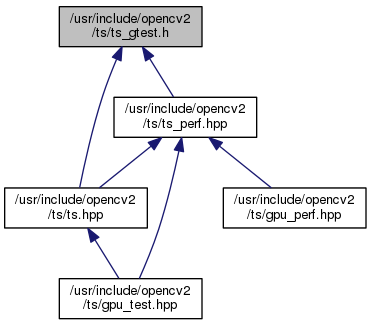 /usr/include/opencv2
/ts/ts_gtest.h
/usr/include/opencv2
/ts/ts_perf.hpp
/usr/include/opencv2
/ts/ts.hpp
/usr/include/opencv2
/ts/gpu_perf.hpp
/usr/include/opencv2
/ts/gpu_test.hpp